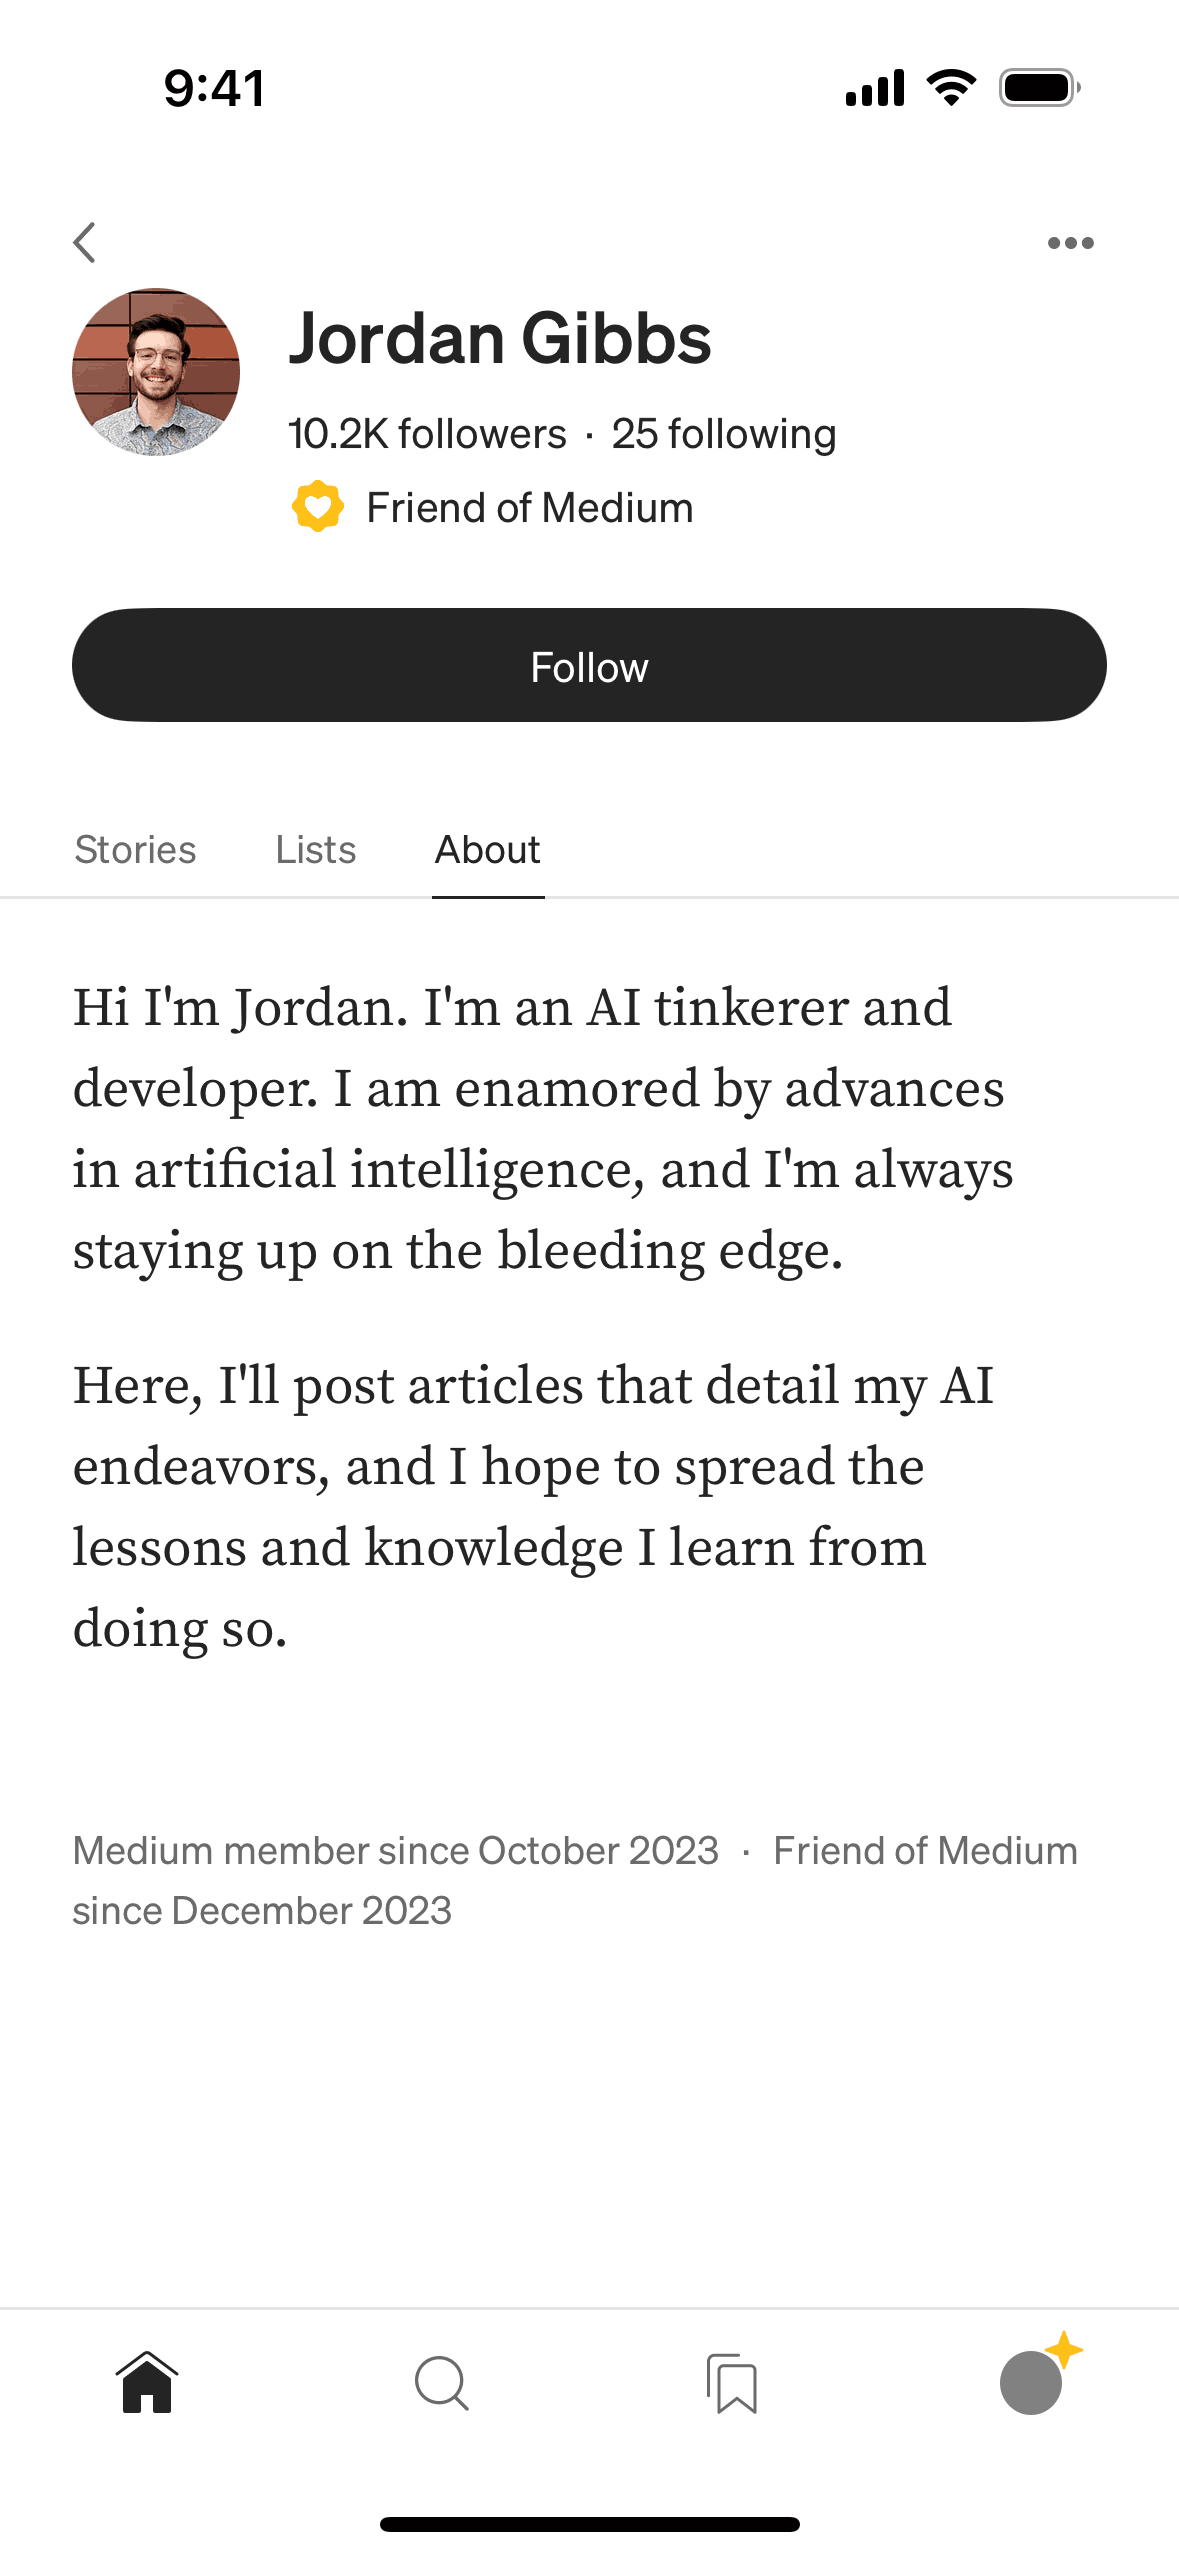 9:41
Jordan Gibbs
10.2K followers · 25 following
Friend of Medium
Follow
Stories Lists About
Hi I'm Jordan. I'm an AI tinkerer and
developer. I am enamored by advances
in artificial intelligence, and I'm always
staying up on the bleeding edge.
Here, I'll post articles that detail my AI
endeavors, and I hope to spread the
lessons and knowledge I learn from
doing so.
Medium member since October 2023 · Friend of Medium
since December 2023